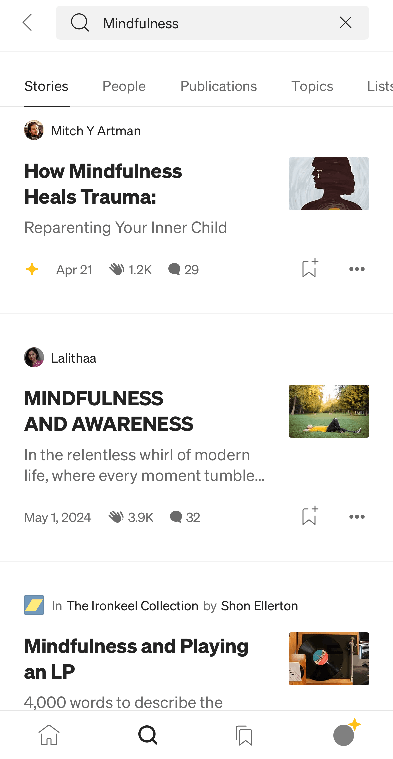 Mindfulness
Stories People Publications Topics Lists
Mitch Y Artman
How Mindfulness
Heals Trauma:
Reparenting Your Inner Child
Apr 21 1.2K 29
Lalithaa
MINDFULNESS
AND AWARENESS
In the relentless whirl of modern
life, where every moment tumble...
May 1, 2024 3.9K 32
In The Ironkeel Collection by Shon Ellerton
Mindfulness and Playing
an LP
4,000 words to describe the